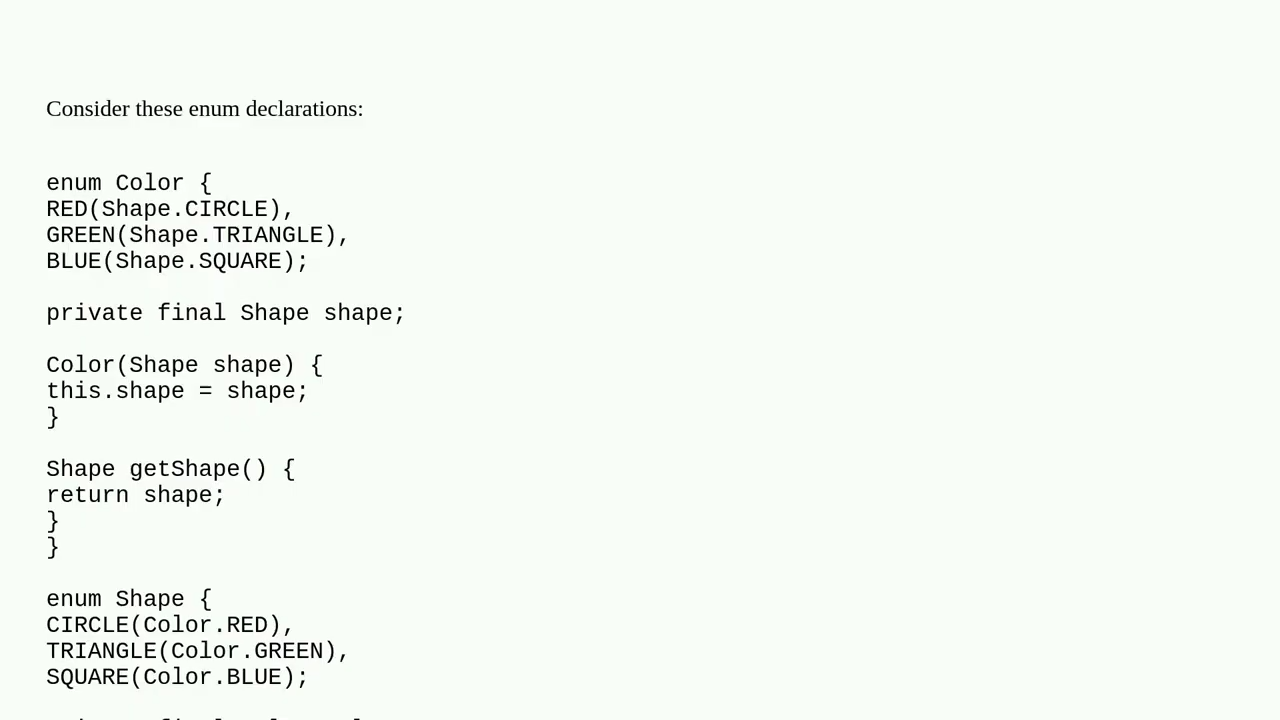 Consider these enum declarations:
enum Color {
RED(Shape.CIRCLE),
GREEN(Shape.TRIANGLE),
BLUE(Shape.SQUARE);
private final Shape shape;
Color(Shape shape) {
this.shape = shape;
}
Shape getShape() {
return shape;
}
}
enum Shape {
CIRCLE(Color.RED),
TRIANGLE(Color.GREEN),
SQUARE(Color.BLUE);